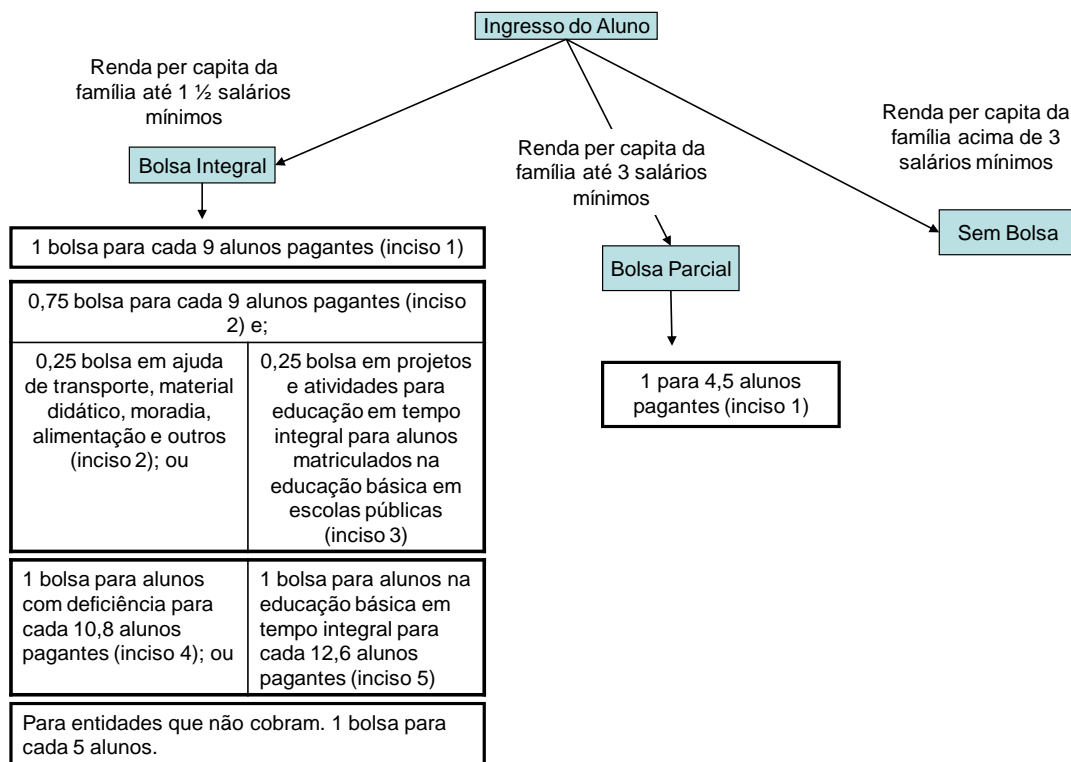 Ingresso do Aluno
Renda per capita da
família até 1 ½ salários
mínimos
Bolsa Integral
1 bolsa para cada 9 alunos pagantes (inciso 1)
0,75 bolsa para cada 9 alunos pagantes (inciso
2) e;
0,25 bolsa em ajuda
de transporte, material
didático, moradia,
alimentação e outros
(inciso 2); ou
0,25 bolsa em projetos
e atividades para
educação em tempo
integral para alunos
matriculados na
educação básica em
escolas públicas
(inciso 3)
1 bolsa para alunos
com deficiência para
cada 10,8 alunos
pagantes (inciso 4); ou
1 bolsa para alunos na
educação básica em
tempo integral para
cada 12,6 alunos
pagantes (inciso 5)
Para entidades que não cobram. 1 bolsa para
cada 5 alunos.
Renda per capita da
família até 3 salários
mínimos
Bolsa Parcial
1 para 4,5 alunos
pagantes (inciso 1)
Renda per capita da
família acima de 3
salários mínimos
Sem Bolsa